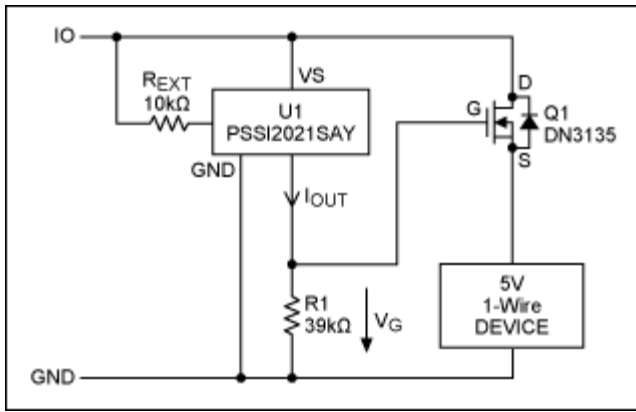 IO
REXT
10kΩ
VS
U1
PSSI2021SAY
GND
IOUT
D
G
Q1
DN3135
S
R1
39kΩ
VG
5V
1-Wire
DEVICE
GND